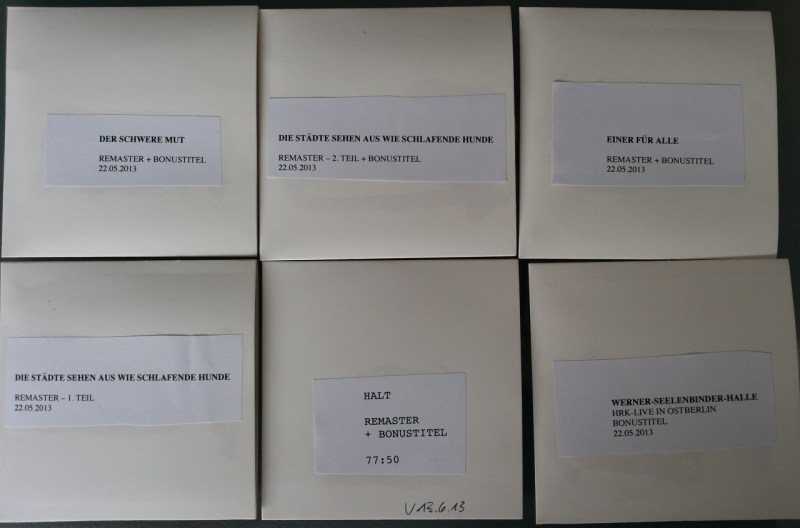 DER SCHWERE MUT
REMASTER + BONUSTITEL
22.05.2013
DIE STÄDTE SEHEN AUS WIE SCHLAFENDE HUNDE
REMASTER – 2. TEIL + BONUSTITEL
22.05.2013
EINER FÜR ALLE
REMASTER + BONUSTITEL
22.05.2013
DIE STÄDTE SEHEN AUS WIE SCHLAFENDE HUNDE
REMASTER – 1. TEIL
22.05.2013
HALT
REMASTER
+ BONUSTITEL
77:50
V 13.6.13
WERNER-SEELENBINDER-HALLE
HRK-LIVE IN OSTBERLIN
BONUSTITEL
22.05.2013